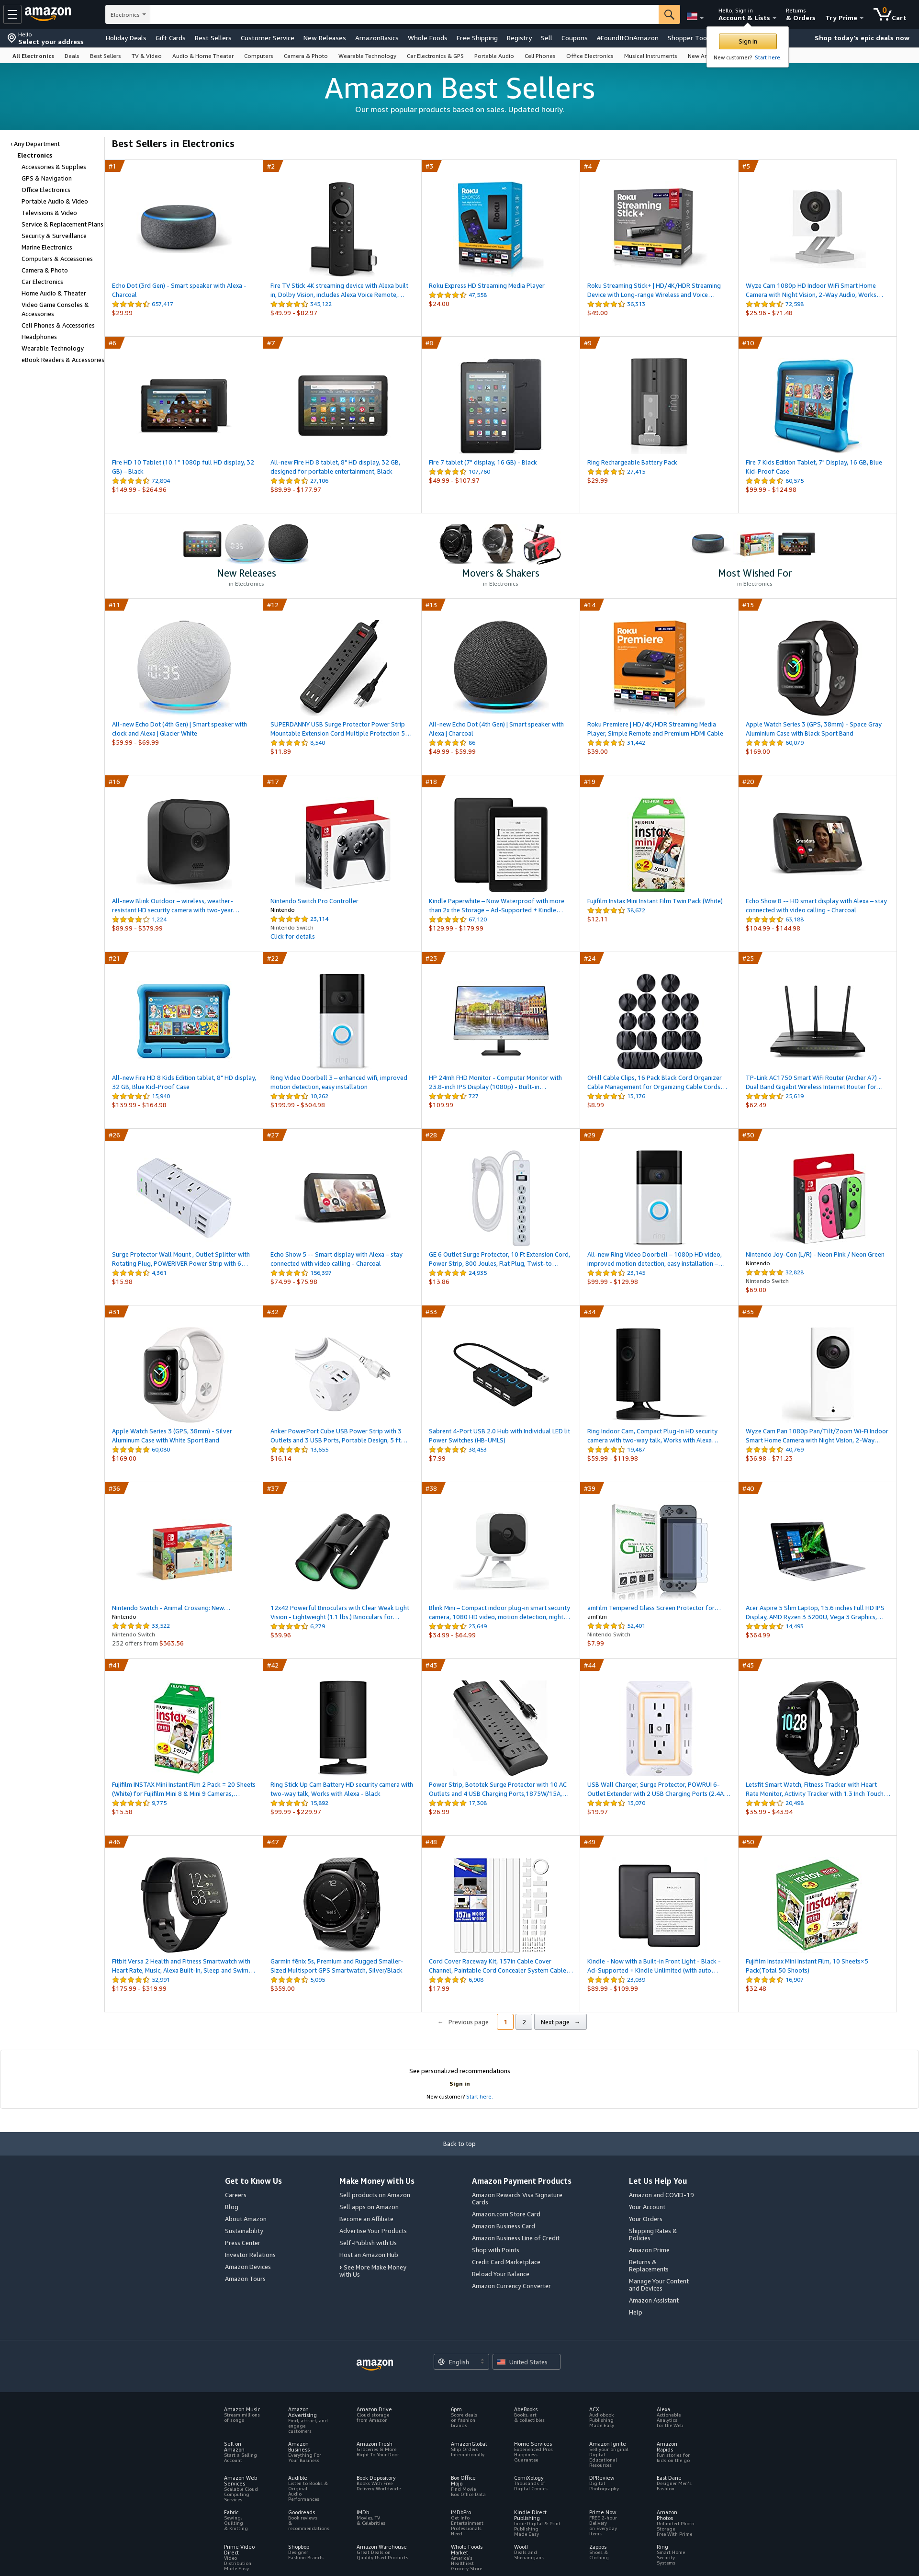 Hello
Select your address
amazon
Electronics
Hello, Sign in
Account & Lists
Returns
& Orders
Try Prime
0
Cart
Holiday Deals
Gift Cards
Best Sellers
Customer Service
New Releases
AmazonBasics
Whole Foods
Free Shipping
Registry
Sell
Coupons
#FoundItOnAmazon
Shopper Too
Shop today's epic deals now
Sign in
New customer? Start here.
All Electronics
Deals
Best Sellers
TV & Video
Audio & Home Theater
Computers
Camera & Photo
Wearable Technology
Car Electronics & GPS
Portable Audio
Cell Phones
Office Electronics
Musical Instruments
New Ar
Amazon Best Sellers
Our most popular products based on sales. Updated hourly.
‹ Any Department
Electronics
Accessories & Supplies
GPS & Navigation
Office Electronics
Portable Audio & Video
Televisions & Video
Service & Replacement Plans
Security & Surveillance
Marine Electronics
Computers & Accessories
Camera & Photo
Car Electronics
Home Audio & Theater
Video Game Consoles &
Accessories
Cell Phones & Accessories
Headphones
Wearable Technology
eBook Readers & Accessories
Best Sellers in Electronics
#1
Echo Dot (3rd Gen) - Smart speaker with Alexa -
Charcoal
657,417
$29.99
#2
Fire TV Stick 4K streaming device with Alexa built
in, Dolby Vision, includes Alexa Voice Remote,…
345,122
$49.99 - $82.97
#3
Roku Express HD Streaming Media Player
47,556
$24.00
#4
Roku Streaming Stick+ | HD/4K/HDR Streaming
Device with Long-range Wireless and Voice…
36,313
$49.00
#5
Wyze Cam 1080p HD Indoor WiFi Smart Home
Camera with Night Vision, 2-Way Audio, Works…
72,598
$25.96 - $71.48
#6
Fire HD 10 Tablet (10.1" 1080p full HD display, 32
GB) – Black
72,804
$149.99 - $264.96
#7
All-new Fire HD 8 tablet, 8" HD display, 32 GB,
designed for portable entertainment, Black
27,106
$89.99 - $177.97
#8
Fire 7 tablet (7" display, 16 GB) - Black
107,760
$49.99 - $107.97
#9
Ring Rechargeable Battery Pack
27,415
$29.99
#10
Fire 7 Kids Edition Tablet, 7" Display, 16 GB, Blue
Kid-Proof Case
80,575
$99.99 - $124.98
New Releases
in Electronics
Movers & Shakers
in Electronics
Most Wished For
in Electronics
#11
All-new Echo Dot (4th Gen) | Smart speaker with
clock and Alexa | Glacier White
$59.99 - $69.99
#12
SUPERDANNY USB Surge Protector Power Strip
Mountable Extension Cord Multiple Protection 5…
8,540
$11.89
#13
All-new Echo Dot (4th Gen) | Smart speaker with
Alexa | Charcoal
86
$49.99 - $59.99
#14
Roku Premiere | HD/4K/HDR Streaming Media
Player, Simple Remote and Premium HDMI Cable
31,442
$39.00
#15
Apple Watch Series 3 (GPS, 38mm) - Space Gray
Aluminium Case with Black Sport Band
60,079
$169.00
#16
All-new Blink Outdoor – wireless, weather-
resistant HD security camera with two-year…
1,224
$89.99 - $379.99
#17
Nintendo Switch Pro Controller
Nintendo
23,114
Nintendo Switch
Click for details
#18
Kindle Paperwhite – Now Waterproof with more
than 2x the Storage – Ad-Supported + Kindle…
67,120
$129.99 - $179.99
#19
Fujifilm Instax Mini Instant Film Twin Pack (White)
38,672
$12.11
#20
Echo Show 8 -- HD smart display with Alexa – stay
connected with video calling - Charcoal
63,188
$104.99 - $144.98
#21
All-new Fire HD 8 Kids Edition tablet, 8" HD display,
32 GB, Blue Kid-Proof Case
15,940
$139.99 - $164.98
#22
Ring Video Doorbell 3 – enhanced wifi, improved
motion detection, easy installation
10,262
$199.99 - $304.98
#23
HP 24mh FHD Monitor - Computer Monitor with
23.8-inch IPS Display (1080p) - Built-in…
727
$109.99
#24
OHill Cable Clips, 16 Pack Black Cord Organizer
Cable Management for Organizing Cable Cords…
13,176
$8.99
#25
TP-Link AC1750 Smart WiFi Router (Archer A7) -
Dual Band Gigabit Wireless Internet Router for…
25,619
$62.49
#26
Surge Protector Wall Mount , Outlet Splitter with
Rotating Plug, POWERIVER Power Strip with 6…
4,361
$15.98
#27
Echo Show 5 -- Smart display with Alexa – stay
connected with video calling - Charcoal
156,397
$74.99 - $75.98
#28
GE 6 Outlet Surge Protector, 10 Ft Extension Cord,
Power Strip, 800 Joules, Flat Plug, Twist-to…
24,935
$13.86
#29
All-new Ring Video Doorbell – 1080p HD video,
improved motion detection, easy installation –…
23,145
$99.99 - $129.98
#30
Nintendo Joy-Con (L/R) - Neon Pink / Neon Green
Nintendo
32,828
Nintendo Switch
$69.00
#31
Apple Watch Series 3 (GPS, 38mm) - Silver
Aluminum Case with White Sport Band
60,080
$169.00
#32
Anker PowerPort Cube USB Power Strip with 3
Outlets and 3 USB Ports, Portable Design, 5 ft…
13,655
$16.14
#33
Sabrent 4-Port USB 2.0 Hub with Individual LED lit
Power Switches (HB-UMLS)
38,453
$7.99
#34
Ring Indoor Cam, Compact Plug-In HD security
camera with two-way talk, Works with Alexa…
19,487
$59.99 - $119.98
#35
Wyze Cam Pan 1080p Pan/Tilt/Zoom Wi-Fi Indoor
Smart Home Camera with Night Vision, 2-Way…
40,769
$36.98 - $71.23
#36
Nintendo Switch - Animal Crossing: New…
Nintendo
33,522
Nintendo Switch
252 offers from $363.56
#37
12x42 Powerful Binoculars with Clear Weak Light
Vision - Lightweight (1.1 lbs.) Binoculars for…
6,279
$39.96
#38
Blink Mini – Compact indoor plug-in smart security
camera, 1080 HD video, motion detection, night…
23,649
$34.99 - $64.99
#39
amFilm Tempered Glass Screen Protector for…
amFilm
52,401
Nintendo Switch
$7.99
#40
Acer Aspire 5 Slim Laptop, 15.6 inches Full HD IPS
Display, AMD Ryzen 3 3200U, Vega 3 Graphics,…
14,493
$364.99
#41
Fujifilm INSTAX Mini Instant Film 2 Pack = 20 Sheets
(White) for Fujifilm Mini 8 & Mini 9 Cameras,…
9,775
$15.58
#42
Ring Stick Up Cam Battery HD security camera with
two-way talk, Works with Alexa - Black
15,892
$99.99 - $229.97
#43
Power Strip, Bototek Surge Protector with 10 AC
Outlets and 4 USB Charging Ports,1875W/15A,…
17,308
$26.99
#44
USB Wall Charger, Surge Protector, POWRUI 6-
Outlet Extender with 2 USB Charging Ports (2.4A…
13,070
$19.97
#45
Letsfit Smart Watch, Fitness Tracker with Heart
Rate Monitor, Activity Tracker with 1.3 Inch Touch…
20,498
$35.99 - $43.94
#46
Fitbit Versa 2 Health and Fitness Smartwatch with
Heart Rate, Music, Alexa Built-In, Sleep and Swim…
52,991
$175.99 - $319.99
#47
Garmin fēnix 5s, Premium and Rugged Smaller-
Sized Multisport GPS Smartwatch, Silver/Black
5,095
$359.00
#48
Cord Cover Raceway Kit, 157in Cable Cover
Channel, Paintable Cord Concealer System Cable…
6,908
$17.99
#49
Kindle - Now with a Built-in Front Light - Black -
Ad-Supported + Kindle Unlimited (with auto…
23,039
$89.99 - $109.99
#50
Fujifilm Instax Mini Instant Film, 10 Sheets×5
Pack(Total 50 Shoots)
16,907
$32.48
← Previous page
1
2
Next page →
See personalized recommendations
Sign in
New customer? Start here.
Back to top
Get to Know Us
Careers
Blog
About Amazon
Sustainability
Press Center
Investor Relations
Amazon Devices
Amazon Tours
Make Money with Us
Sell products on Amazon
Sell apps on Amazon
Become an Affiliate
Advertise Your Products
Self-Publish with Us
Host an Amazon Hub
› See More Make Money
with Us
Amazon Payment Products
Amazon Rewards Visa Signature
Cards
Amazon.com Store Card
Amazon Business Card
Amazon Business Line of Credit
Shop with Points
Credit Card Marketplace
Reload Your Balance
Amazon Currency Converter
Let Us Help You
Amazon and COVID-19
Your Account
Your Orders
Shipping Rates &
Policies
Amazon Prime
Returns &
Replacements
Manage Your Content
and Devices
Amazon Assistant
Help
amazon
English
United States
Amazon Music
Stream millions
of songs
Amazon
Advertising
Find, attract, and
engage
customers
Amazon Drive
Cloud storage
from Amazon
6pm
Score deals
on fashion
brands
AbeBooks
Books, art
& collectibles
ACX
Audiobook
Publishing
Made Easy
Alexa
Actionable
Analytics
for the Web
Sell on
Amazon
Start a Selling
Account
Amazon
Business
Everything For
Your Business
Amazon Fresh
Groceries & More
Right To Your Door
AmazonGlobal
Ship Orders
Internationally
Home Services
Experienced Pros
Happiness
Guarantee
Amazon Ignite
Sell your original
Digital
Educational
Resources
Amazon
Rapids
Fun stories for
kids on the go
Amazon Web
Services
Scalable Cloud
Computing
Services
Audible
Listen to Books &
Original
Audio
Performances
Book Depository
Books With Free
Delivery Worldwide
Box Office
Mojo
Find Movie
Box Office Data
ComiXology
Thousands of
Digital Comics
DPReview
Digital
Photography
East Dane
Designer Men's
Fashion
Fabric
Sewing,
Quilting
& Knitting
Goodreads
Book reviews
&
recommendations
IMDb
Movies, TV
& Celebrities
IMDbPro
Get Info
Entertainment
Professionals
Need
Kindle Direct
Publishing
Indie Digital & Print
Publishing
Made Easy
Prime Now
FREE 2-hour
Delivery
on Everyday
Items
Amazon
Photos
Unlimited Photo
Storage
Free With Prime
Prime Video
Direct
Video
Distribution
Made Easy
Shopbop
Designer
Fashion Brands
Amazon Warehouse
Great Deals on
Quality Used Products
Whole Foods
Market
America's
Healthiest
Grocery Store
Woot!
Deals and
Shenanigans
Zappos
Shoes &
Clothing
Ring
Smart Home
Security
Systems